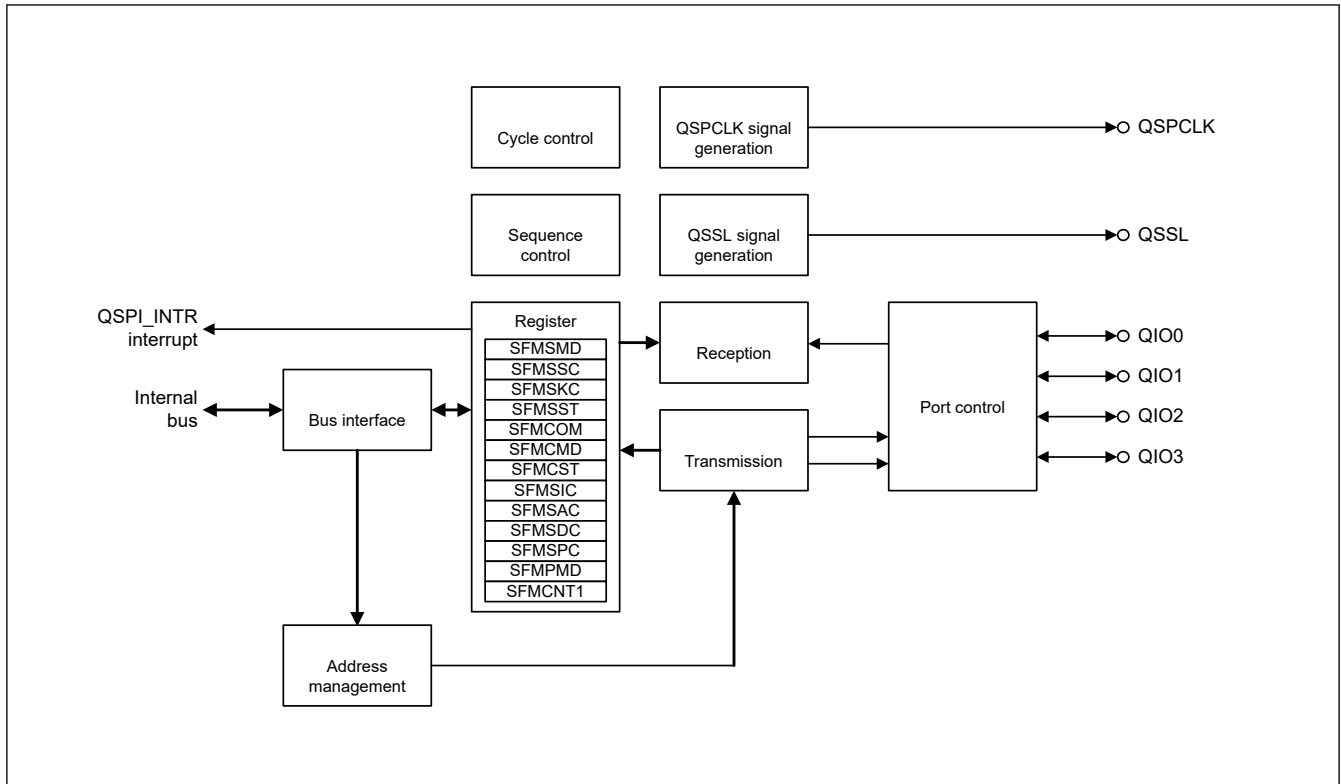 Cycle control
QSPCLK signal
generation
QSPCLK
Sequence
control
QSSL signal
generation
QSSL
QSPI_INTR
interrupt
Internal
bus
Bus interface
Register
SFMSMD
SFMSSC
SFMSKC
SFMSST
SFMCOM
SFMCMD
SFMCST
SFMSIC
SFMSAC
SFMSDC
SFMSPC
SFMPMD
SFMCNT1
Reception
Transmission
Port control
QIO0
QIO1
QIO2
QIO3
Address
management